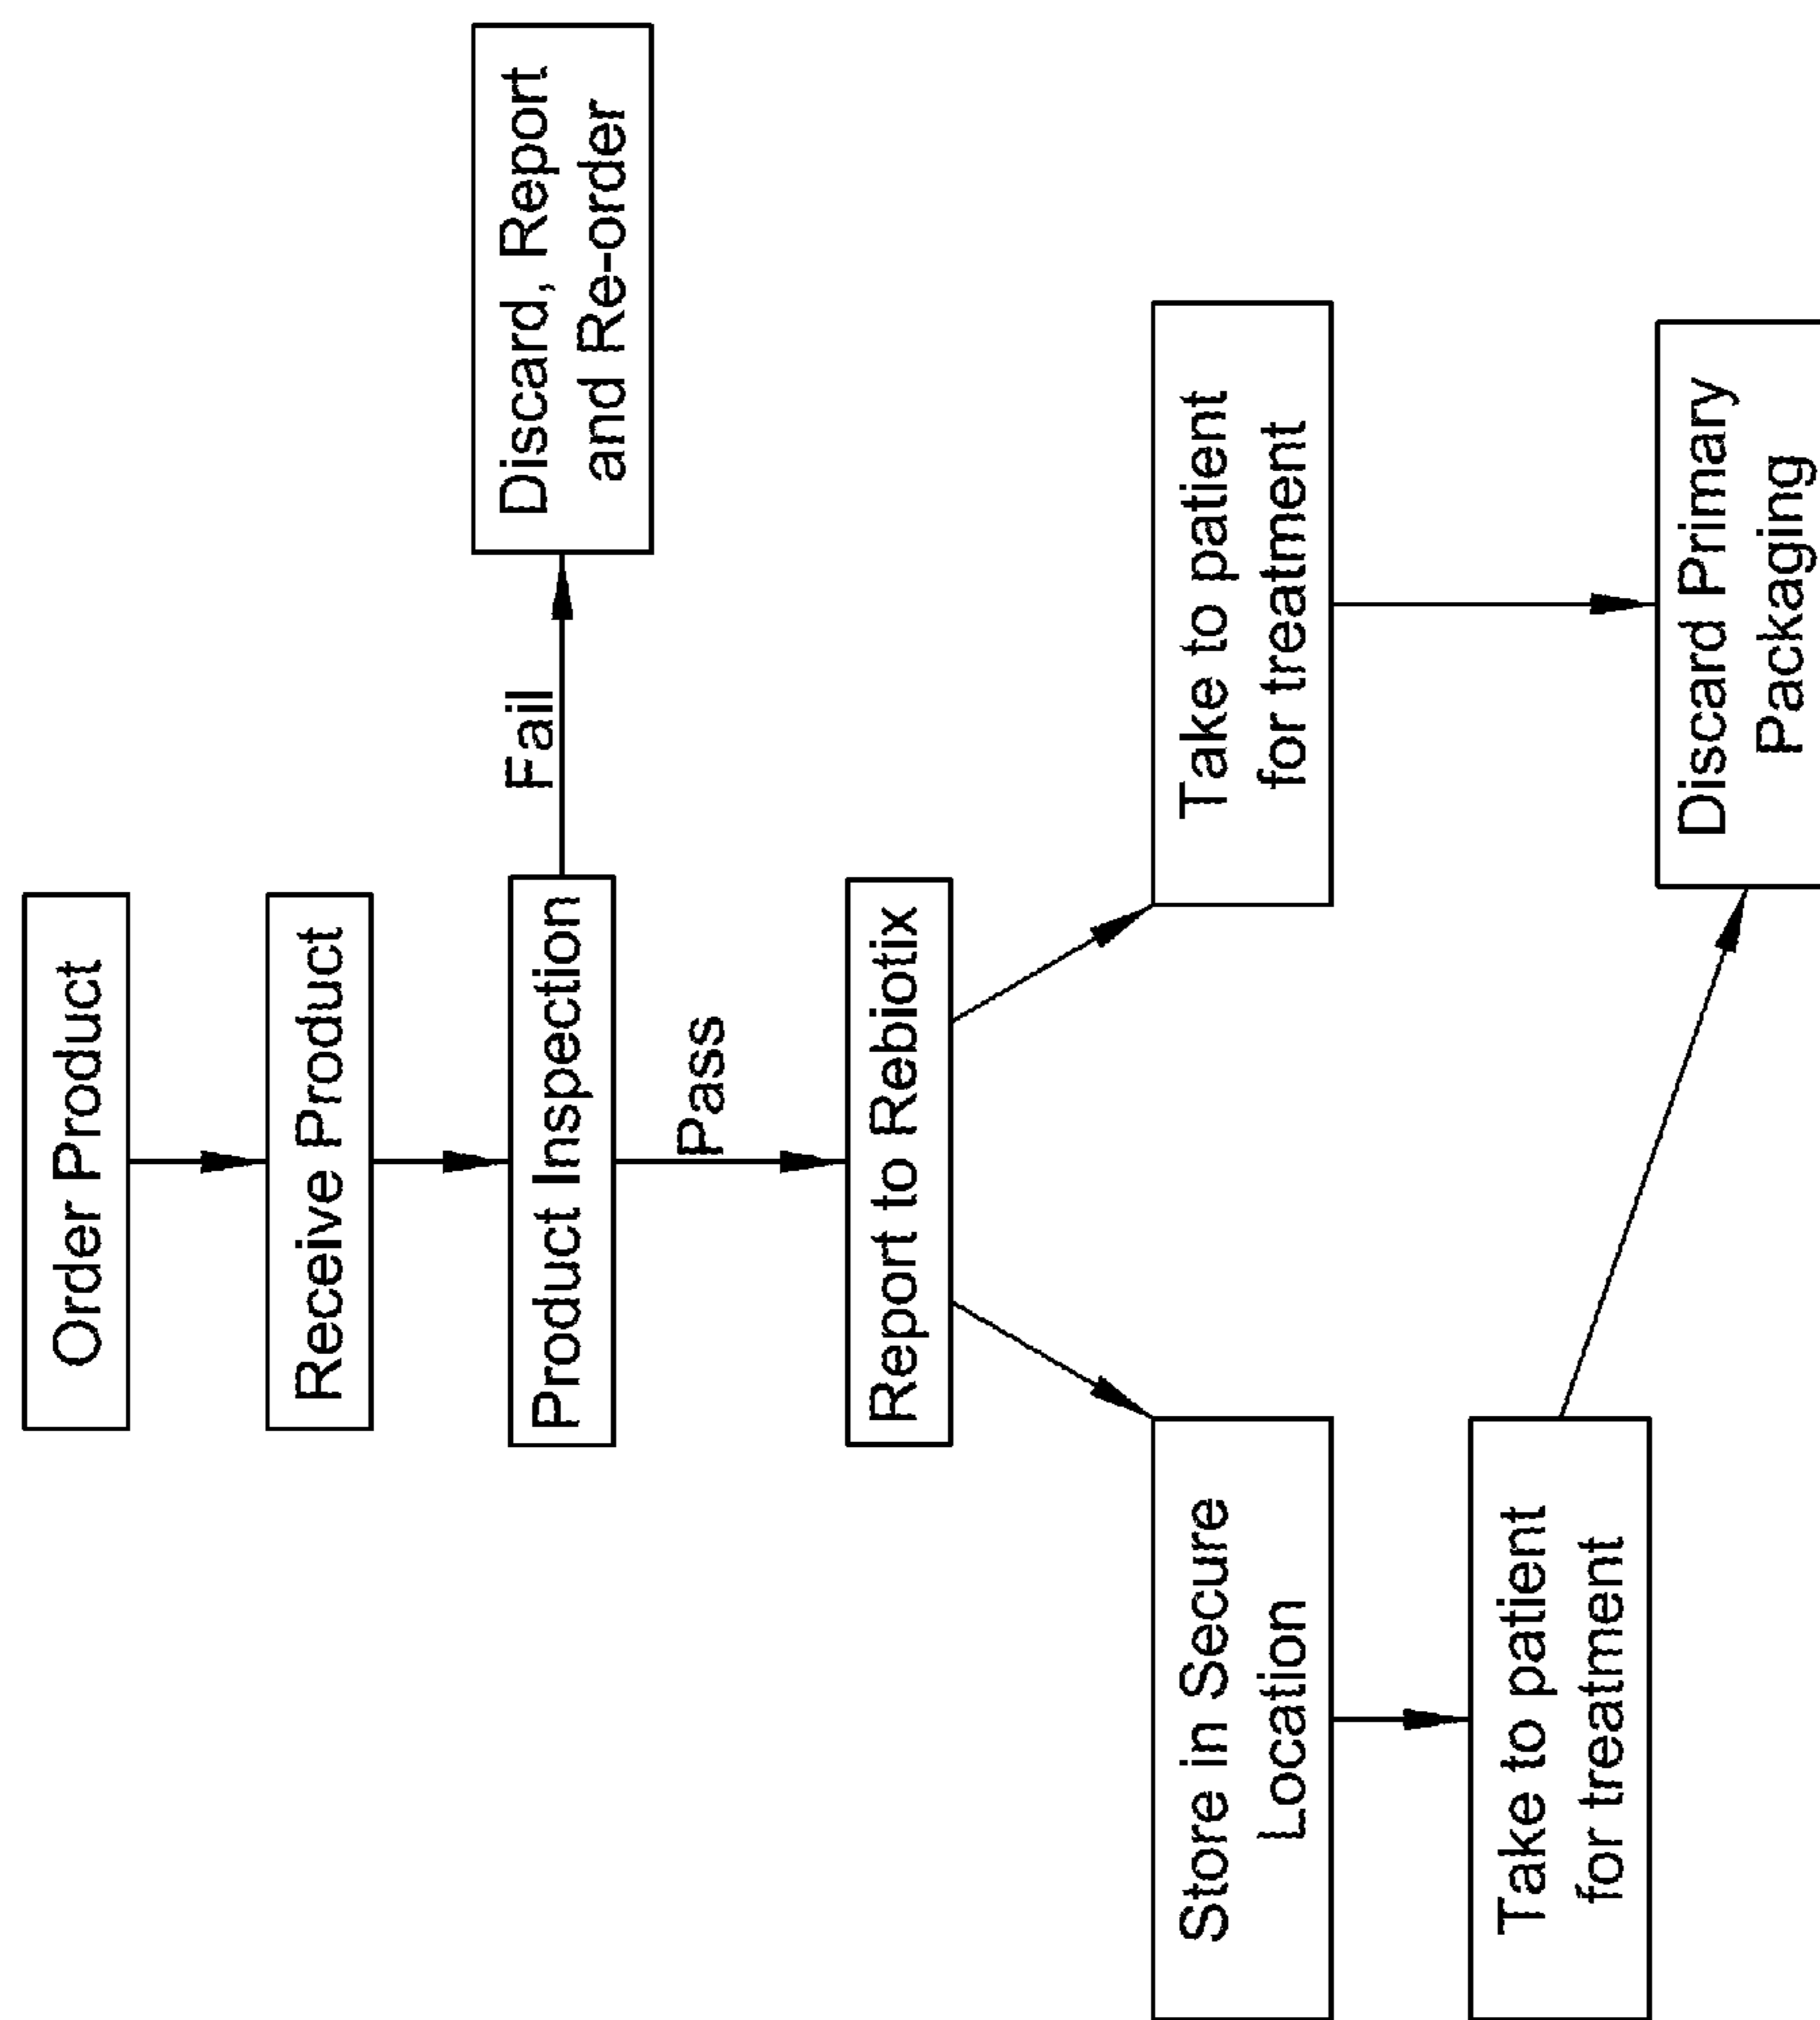 Order Product
Receive Product
Product Inspection
Fail
Discard, Report
and Re-order
Pass
Report to Rebiotix
Store in Secure
Location
Take to patient
for treatment
Take to patient
for treatment
Discard Primary
Packaging